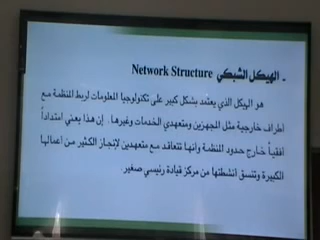 - الهيكل الشبكي Network Structure
هو الهيكل الذي يعتمد بشكل كبير على تكنولوجيا المعلومات لربط المنظمة مع
أطراف خارجية مثل المجهزين ومتعهدي الخدمات وغيرها. إن هذا يعني امتداداً
أفقياً خارج حدود المنظمة وأنها تتعاقد مع متعهدين لإنجاز الكثير من أعمالها
الكبيرة وتنسق أنشطتها من مركز قيادة رئيسي صغير.